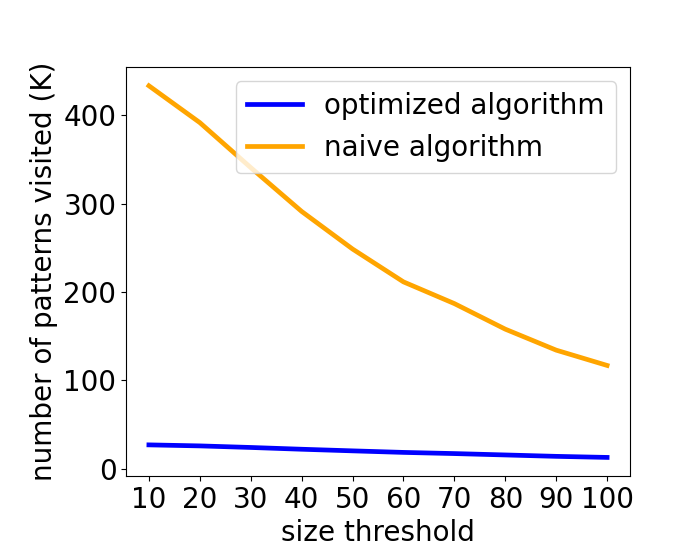 optimized algorithm
naive algorithm
number of patterns visited (K)
400
300
200
100
0
10 20 30 40 50 60 70 80 90 100
size threshold